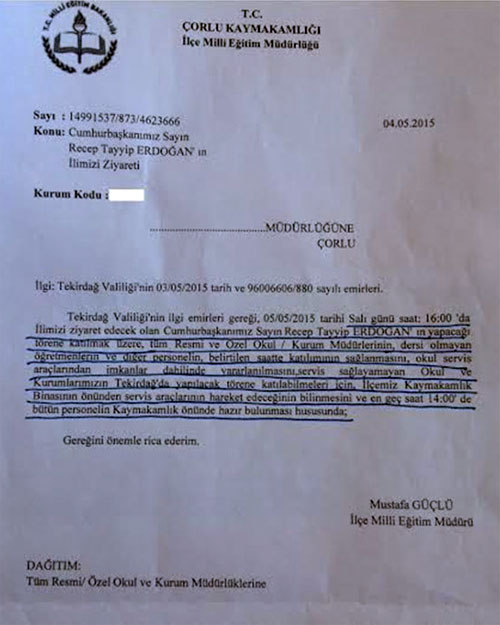 T.C. MİLLİ EĞİTİM BAKANLIĞI
T.C.
ÇORLU KAYMAKAMLIĞI
İlçe Milli Eğitim Müdürlüğü
Sayı : 14991537/873/4623666
04.05.2015
Konu: Cumhurbaşkanımız Sayın
Recep Tayyip ERDOĞAN' ın
İlimizi Ziyareti
Kurum Kodu :
.......................................MÜDÜRLÜĞÜNE
ÇORLU
İlgi: Tekirdağ Valiliği'nin 03/05/2015 tarih ve 96006606/880 sayılı emirleri.
Tekirdağ Valiliği'nin ilgi emirleri gereği, 05/05/2015 tarihi Salı günü saat: 16:00 'da
İlimizi ziyaret edecek olan Cumhurbaşkanımız Sayın Recep Tayyip ERDOĞAN' ın yapacağı
törene katılmak üzere, tüm Resmi ve Özel Okul / Kurum Müdürlerinin, dersi olmayan
öğretmenlerin ve diğer personelin, belirtilen saatte katılımının sağlanmasını, okul servis
araçlarından imkanlar dahilinde yararlanılmasını,servis sağlayamayan Okul ve
Kurumlarımızın Tekirdağ'da yapılacak törene katılabilmeleri için, İlçemiz Kaymakamlık
Binasının önünden servis araçlarının hareket edeceğinin bilinmesini ve en geç saat 14:00' de
bütün personelin Kaymakamlık önünde hazır bulunması hususunda;
Gereğini önemle rica ederim.
Mustafa GÜÇLÜ
İlçe Milli Eğitim Müdürü
DAĞITIM:
Tüm Resmi/ Özel Okul ve Kurum Müdürlüklerine